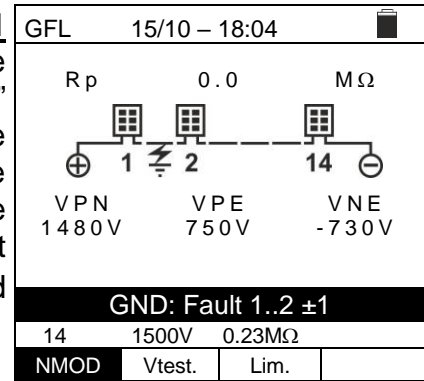 GFL 15/10 – 18:04
Rp 0.0 MΩ
1 2 14
VPN VPE VNE
1480V 750V -730V
GND: Fault 1..2 ±1
14 1500V 0.23MΩ
NMOD Vtest. Lim.